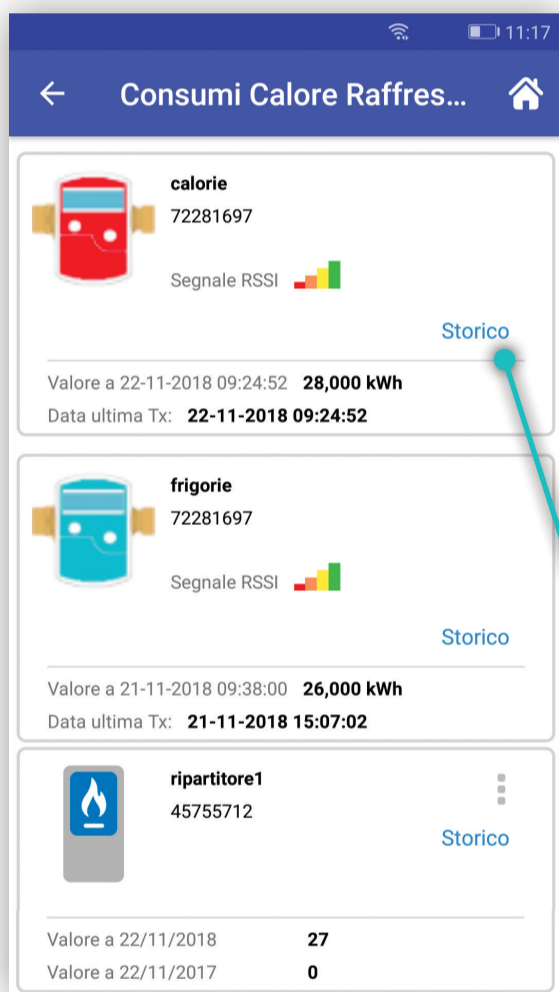 11:17
Consumi Calore Raffres...
calorie
72281697
Segnale RSSI
Storico
Valore a 22-11-2018 09:24:52 28,000 kWh
Data ultima Tx: 22-11-2018 09:24:52
frigorie
72281697
Segnale RSSI
Storico
Valore a 21-11-2018 09:38:00 26,000 kWh
Data ultima Tx: 21-11-2018 15:07:02
ripartitore1
45755712
Storico
Valore a 22/11/2018 27
Valore a 22/11/2017 0